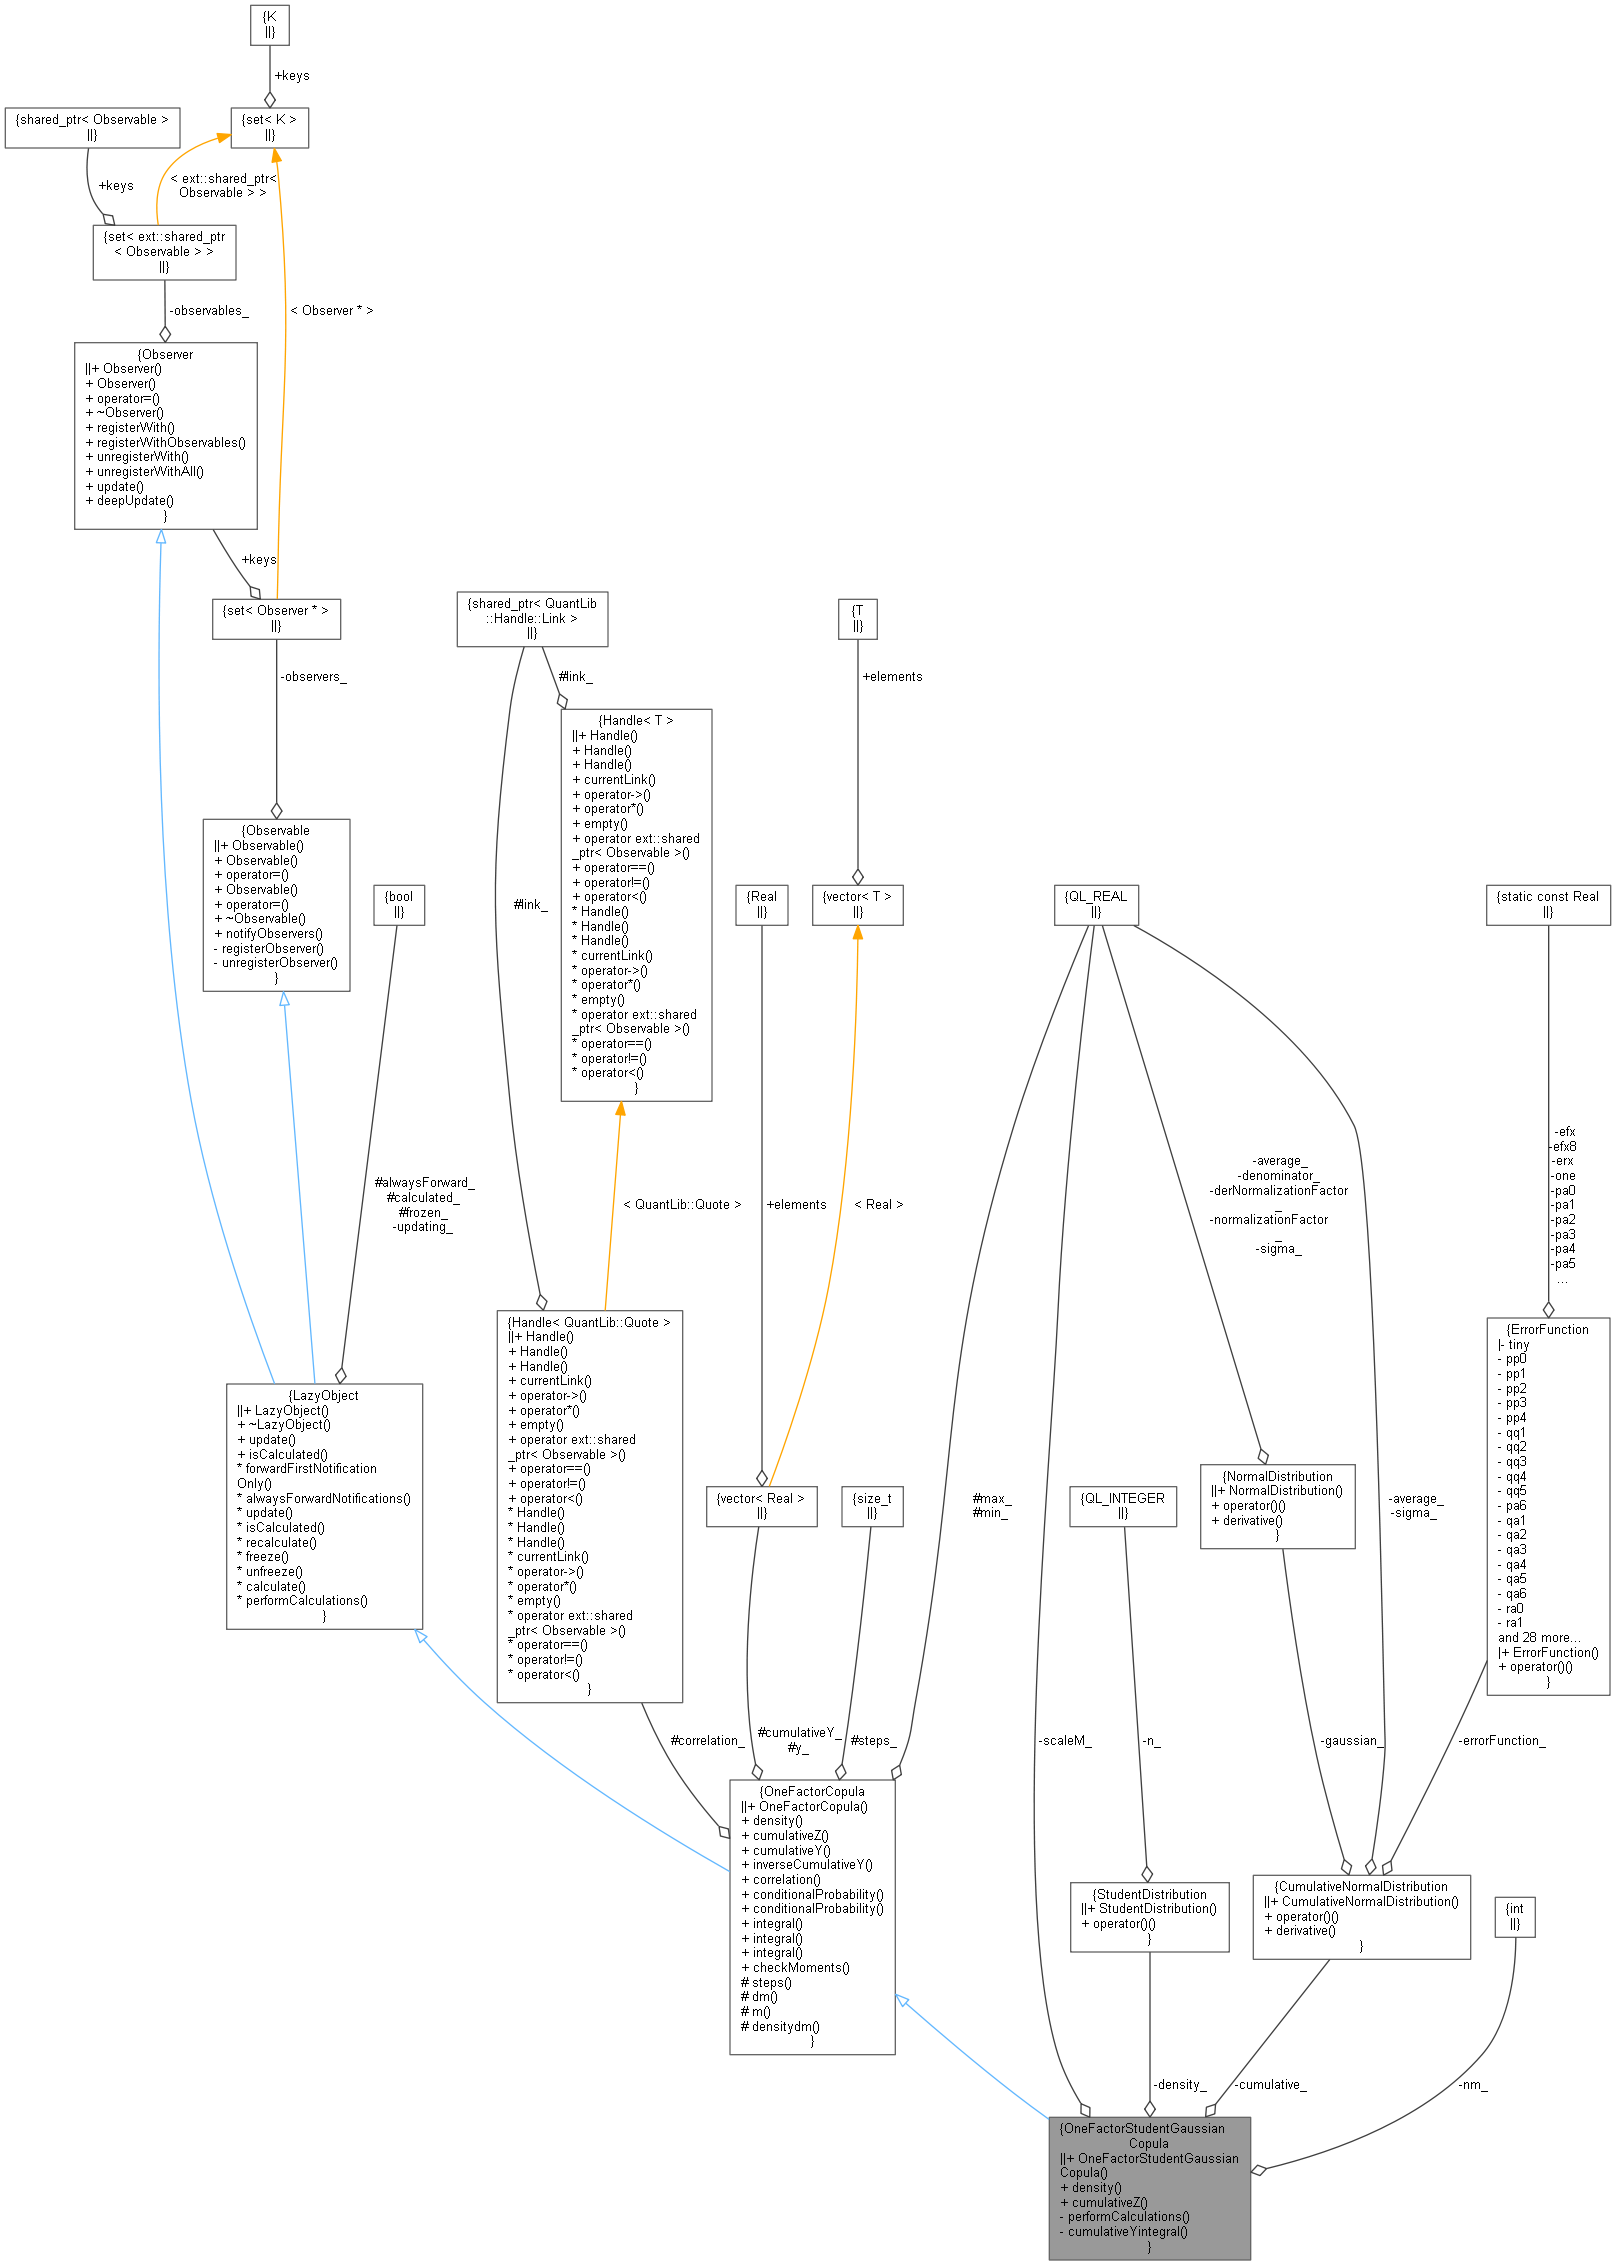 {K
||}
+keys
{shared_ptr< Observable >
||}
{set< K >
||}
+keys
< ext::shared_ptr<
Observable > >
{set< ext::shared_ptr
< Observable > >
||}
-observables_
< Observer * >
{Observer
||+ Observer()
+ Observer()
+ operator=()
+ ~Observer()
+ registerWith()
+ registerWithObservables()
+ unregisterWith()
+ unregisterWithAll()
+ update()
+ deepUpdate()
}
+keys
{set< Observer * >
||}
-observers_
{shared_ptr< QuantLib
::Handle::Link >
||}
#link_
{T
||}
+elements
{Handle< T >
||+ Handle()
+ Handle()
+ Handle()
+ currentLink()
+ operator->()
+ operator*()
+ empty()
+ operator ext::shared
_ptr< Observable >()
+ operator==()
+ operator!=()
+ operator<()
* Handle()
* Handle()
* Handle()
* currentLink()
* operator->()
* operator*()
* empty()
* operator ext::shared
_ptr< Observable >()
* operator==()
* operator!=()
* operator<()
}
{Observable
||+ Observable()
+ Observable()
+ operator=()
+ Observable()
+ operator=()
+ ~Observable()
+ notifyObservers()
- registerObserver()
- unregisterObserver()
}
{bool
||}
#link_
{Real
||}
{vector< T >
||}
{QL_REAL
||}
{static const Real
||}
#alwaysForward_
#calculated_
#frozen_
-updating_
< QuantLib::Quote >
+elements
< Real >
-average_
-denominator_
-derNormalizationFactor
_
-normalizationFactor
_
-sigma_
-efx
-efx8
-erx
-one
-pa0
-pa1
-pa2
-pa3
-pa4
-pa5
...
{LazyObject
||+ LazyObject()
+ ~LazyObject()
+ update()
+ isCalculated()
* forwardFirstNotification
Only()
* alwaysForwardNotifications()
* update()
* isCalculated()
* recalculate()
* freeze()
* unfreeze()
* calculate()
* performCalculations()
}
{Handle< QuantLib::Quote >
||+ Handle()
+ Handle()
+ Handle()
+ currentLink()
+ operator->()
+ operator*()
+ empty()
+ operator ext::shared
_ptr< Observable >()
+ operator==()
+ operator!=()
+ operator<()
* Handle()
* Handle()
* Handle()
* currentLink()
* operator->()
* operator*()
* empty()
* operator ext::shared
_ptr< Observable >()
* operator==()
* operator!=()
* operator<()
}
{vector< Real >
||}
{size_t
||}
#max_
#min_
{QL_INTEGER
||}
{NormalDistribution
||+ NormalDistribution()
+ operator()()
+ derivative()
}
-average_
-sigma_
{ErrorFunction
|- tiny
- pp0
- pp1
- pp2
- pp3
- pp4
- qq1
- qq2
- qq3
- qq4
- qq5
- pa6
- qa1
- qa2
- qa3
- qa4
- qa5
- qa6
- ra0
- ra1
and 28 more...
|+ ErrorFunction()
+ operator()()
}
#correlation_
#cumulativeY_
#y_
#steps_
-scaleM_
-n_
-gaussian_
-errorFunction_
{OneFactorCopula
||+ OneFactorCopula()
+ density()
+ cumulativeZ()
+ cumulativeY()
+ inverseCumulativeY()
+ correlation()
+ conditionalProbability()
+ conditionalProbability()
+ integral()
+ integral()
+ integral()
+ checkMoments()
# steps()
# dm()
# m()
# densitydm()
}
{StudentDistribution
||+ StudentDistribution()
+ operator()()
}
{CumulativeNormalDistribution
||+ CumulativeNormalDistribution()
+ operator()()
+ derivative()
}
{int
||}
-density_
-cumulative_
-nm_
{OneFactorStudentGaussian
Copula
||+ OneFactorStudentGaussian
Copula()
+ density()
+ cumulativeZ()
- performCalculations()
- cumulativeYintegral()
}